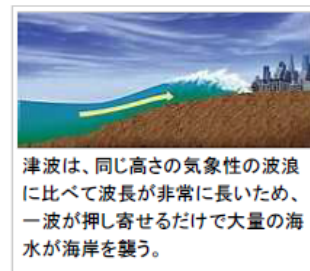 津波は、同じ高さの気象性の波浪
に比べて波長が非常に長いため、
一波が押し寄せるだけで大量の海
水が海岸を襲う。